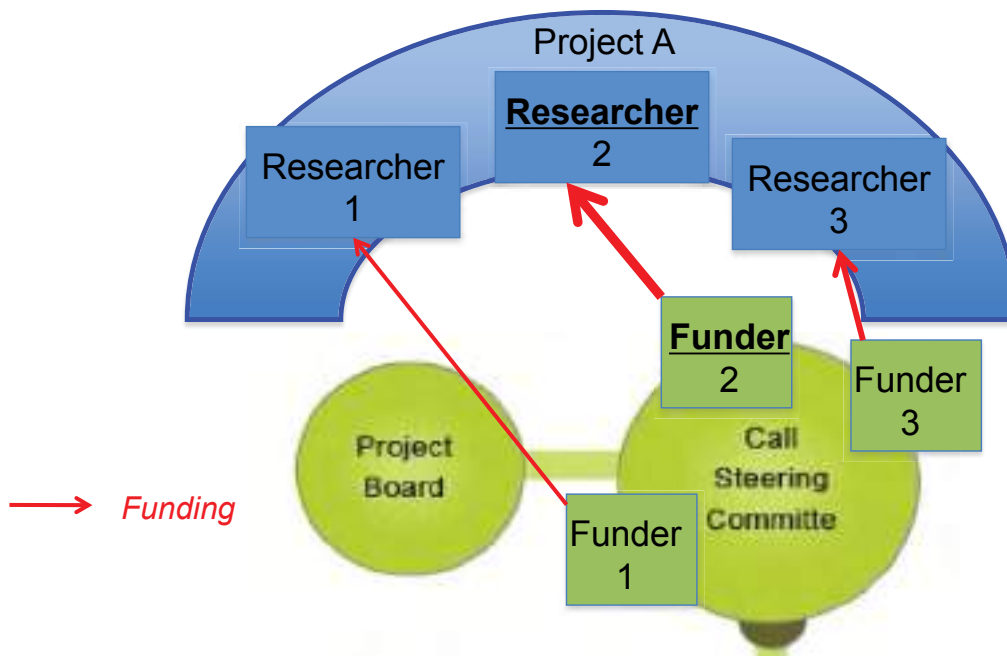 Project A
Researcher
2
Researcher
1
Researcher
3
Funder
2
Funder
3
Project
Board
Call
Steering
Committe
Funding
Funder
1